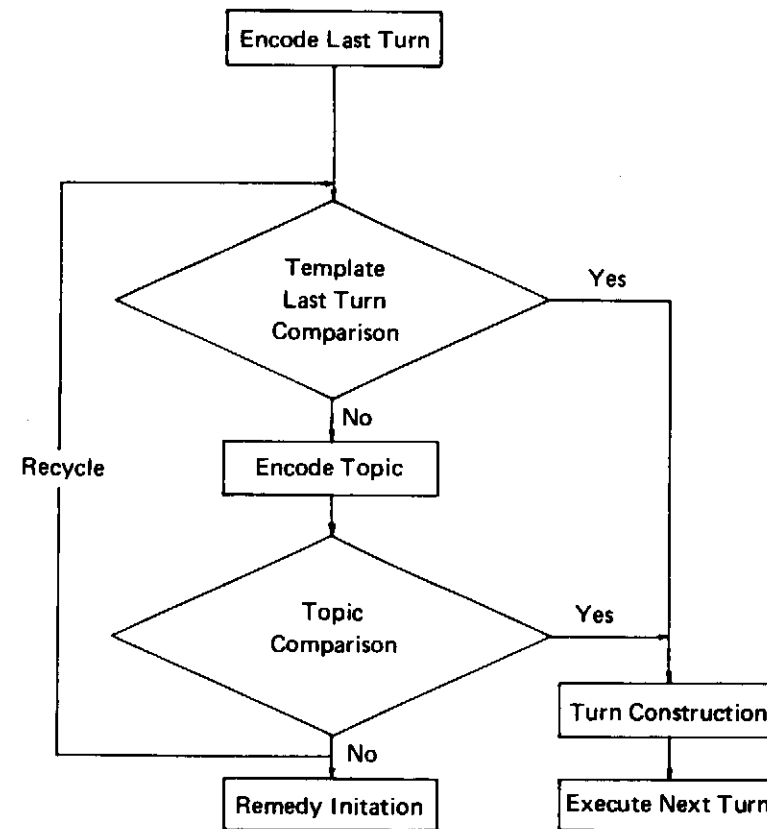 Encode Last Turn
Template
Last Turn
Comparison
Yes
No
Encode Topic
Recycle
Topic
Comparison
Yes
Turn Construction
No
Remedy Initation
Execute Next Turn